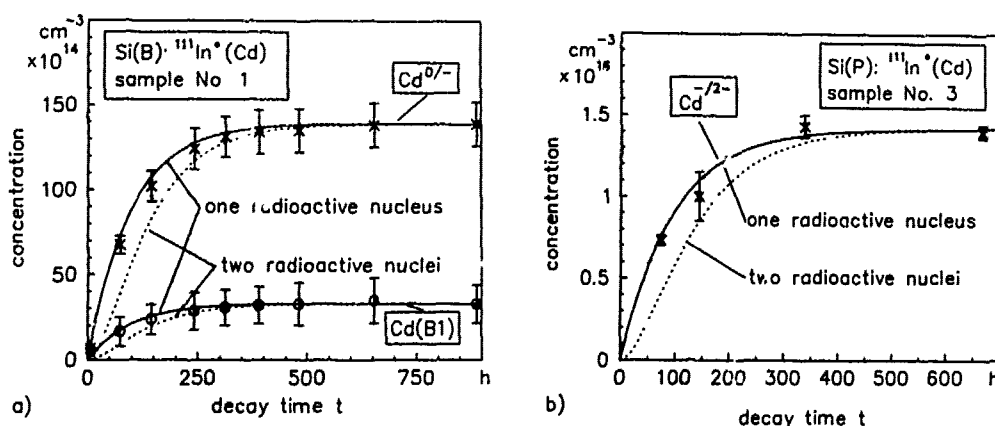 cm⁻³
×10¹⁴
Si(B)· ¹¹¹In*(Cd)
sample No 1
Cd⁰/⁻
150
100
50
0
concentration
one radioactive nucleus
two radioactive nuclei
Cd(B1)
0 250 500 750 h
decay time t
a)
cm⁻³
×10¹⁶
Si(P): ¹¹¹In*(Cd)
sample No. 3
Cd⁻/²⁻
1.5
1
0.5
0
concentration
one radioactive nucleus
two radioactive nuclei
0 100 200 300 400 500 600 h
decay time t
b)